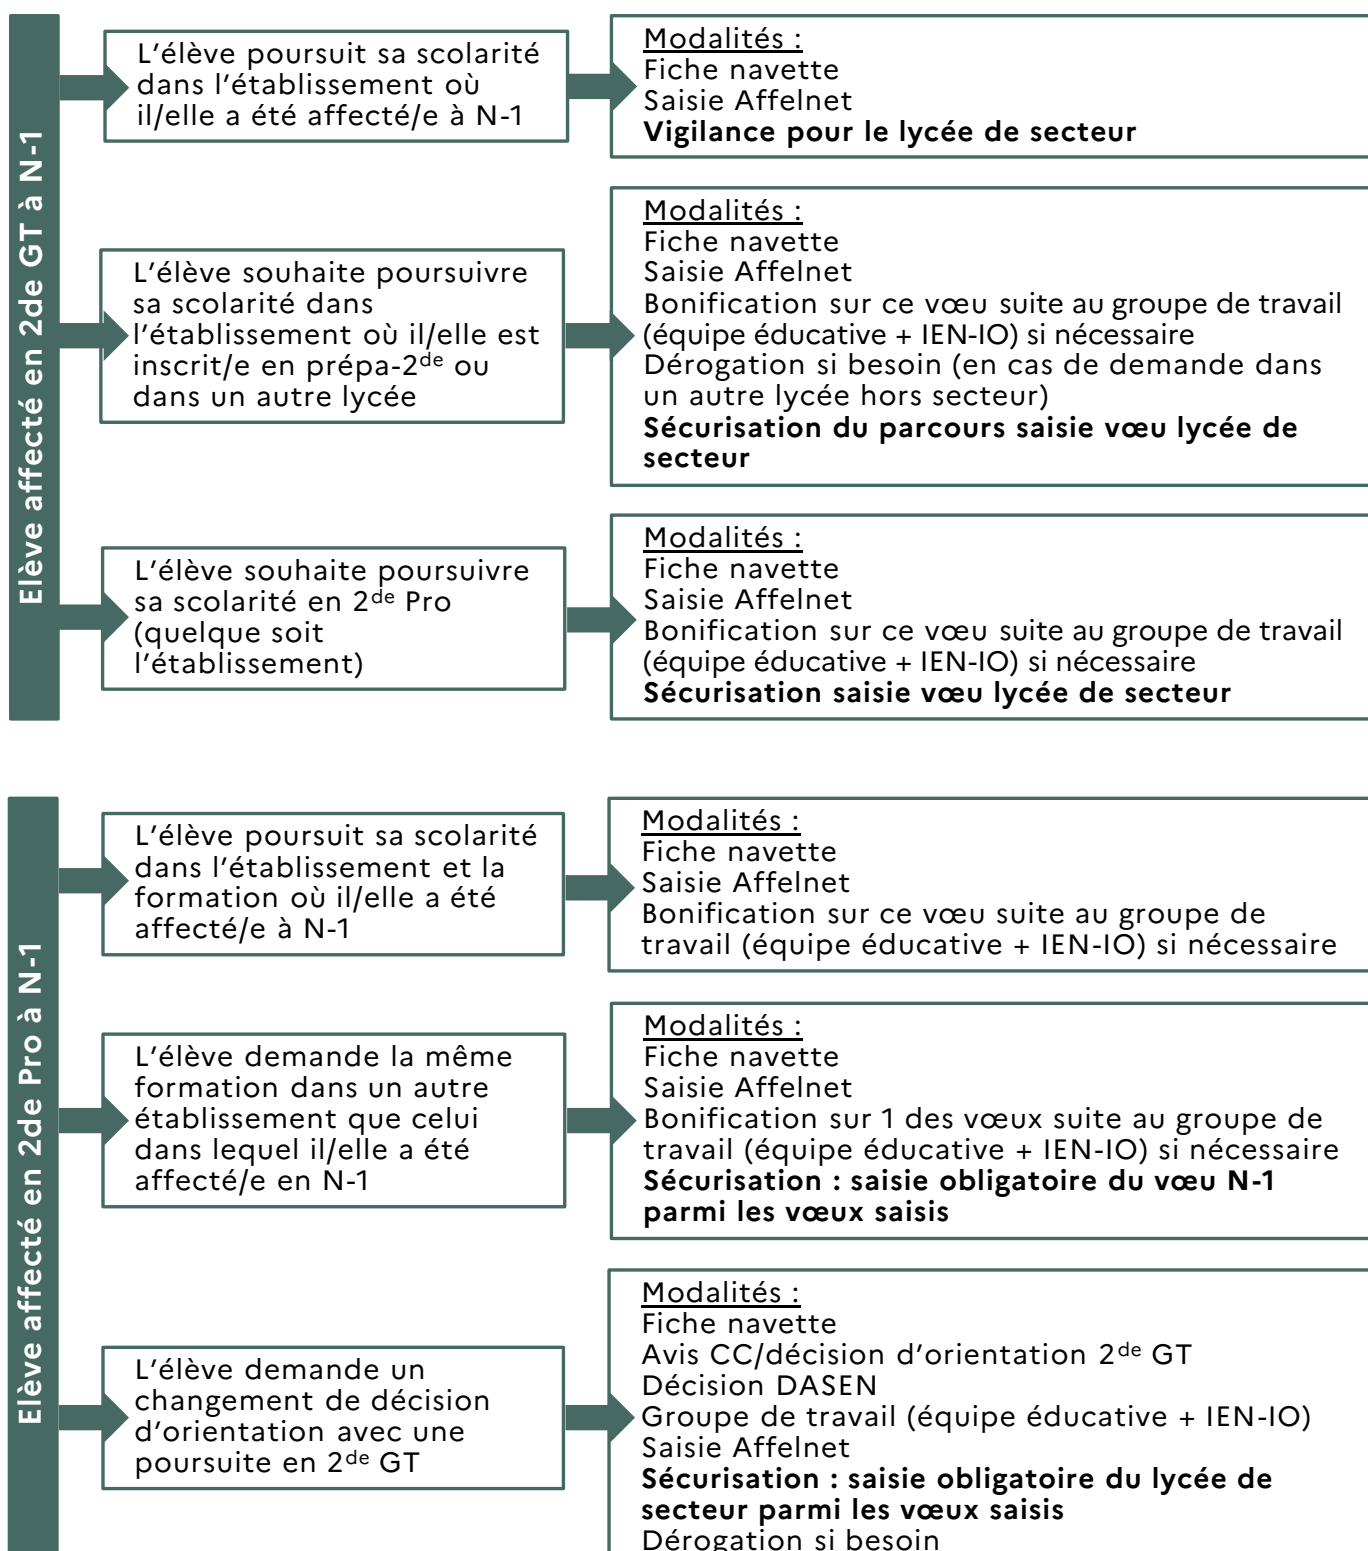 Elève affecté en 2de GT à N-1
L'élève poursuit sa scolarité
dans l'établissement où
il/elle a été affecté/e à N-1
Modalités :
Fiche navette
Saisie Affelnet
Vigilance pour le lycée de secteur
L'élève souhaite poursuivre
sa scolarité dans
l'établissement où il/elle est
inscrit/e en prépa-2de ou
dans un autre lycée
Modalités :
Fiche navette
Saisie Affelnet
Bonification sur ce vœu suite au groupe de travail
(équipe éducative + IEN-IO) si nécessaire
Dérogation si besoin (en cas de demande dans
un autre lycée hors secteur)
Sécurisation du parcours saisie vœu lycée de
secteur
L'élève souhaite poursuivre
sa scolarité en 2de Pro
(quelque soit
l'établissement)
Modalités :
Fiche navette
Saisie Affelnet
Bonification sur ce vœu suite au groupe de travail
(équipe éducative + IEN-IO) si nécessaire
Sécurisation saisie vœu lycée de secteur
Elève affecté en 2de Pro à N-1
L'élève poursuit sa scolarité
dans l'établissement et la
formation où il/elle a été
affecté/e à N-1
Modalités :
Fiche navette
Saisie Affelnet
Bonification sur ce vœu suite au groupe de
travail (équipe éducative + IEN-IO) si nécessaire
L'élève demande la même
formation dans un autre
établissement que celui
dans lequel il/elle a été
affecté/e en N-1
Modalités :
Fiche navette
Saisie Affelnet
Bonification sur 1 des vœux suite au groupe de
travail (équipe éducative + IEN-IO) si nécessaire
Sécurisation : saisie obligatoire du vœu N-1
parmi les vœux saisis
L'élève demande un
changement de décision
d'orientation avec une
poursuite en 2de GT
Modalités :
Fiche navette
Avis CC/décision d'orientation 2de GT
Décision DASEN
Groupe de travail (équipe éducative + IEN-IO)
Saisie Affelnet
Sécurisation : saisie obligatoire du lycée de
secteur parmi les vœux saisis
Dérogation si besoin